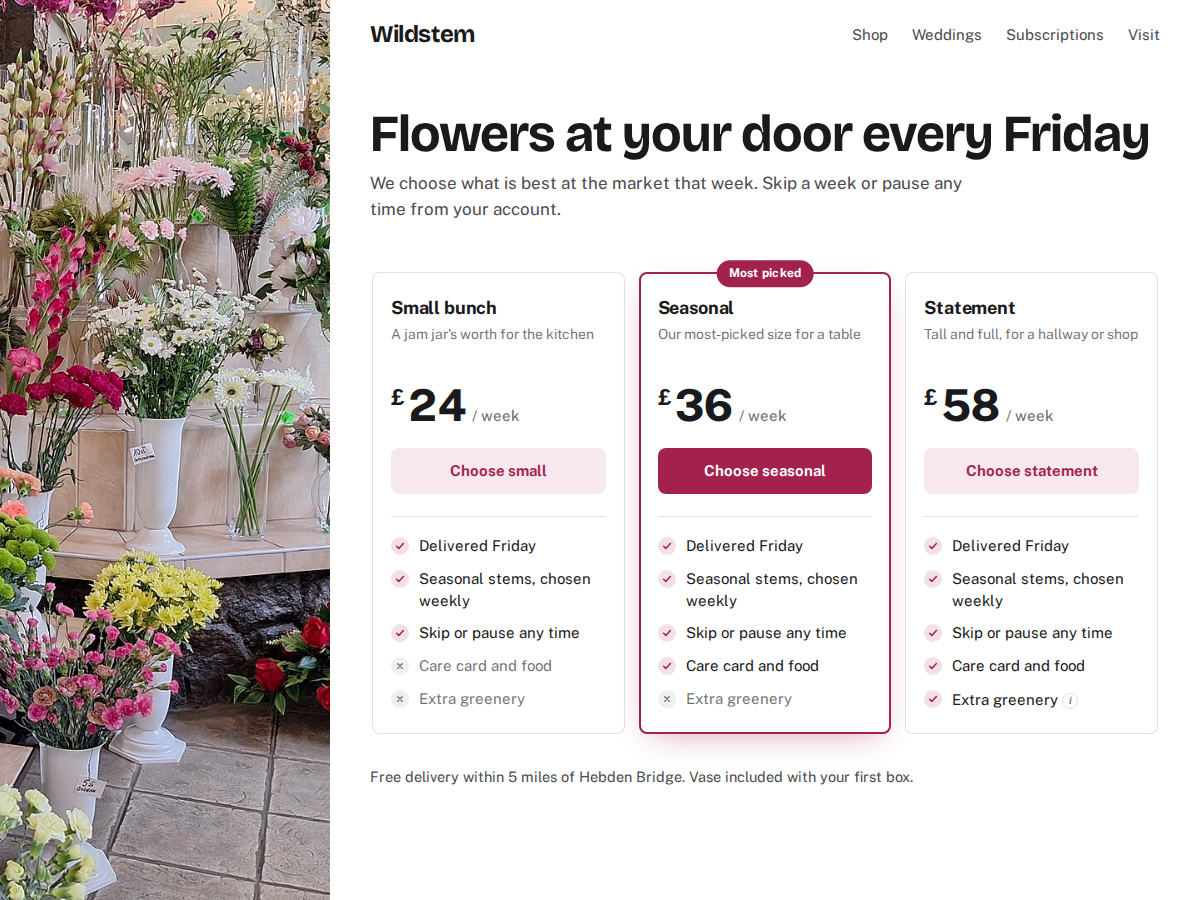 Wildstem
Shop Weddings Subscriptions Visit
Flowers at your door every Friday
We choose what is best at the market that week. Skip a week or pause any
time from your account.
Small bunch
A jam jar's worth for the kitchen
£24 / week
Choose small
Delivered Friday
Seasonal stems, chosen
weekly
Skip or pause any time
Care card and food
Extra greenery
Most picked
Seasonal
Our most-picked size for a table
£36 / week
Choose seasonal
Delivered Friday
Seasonal stems, chosen
weekly
Skip or pause any time
Care card and food
Extra greenery
Statement
Tall and full, for a hallway or shop
£58 / week
Choose statement
Delivered Friday
Seasonal stems, chosen
weekly
Skip or pause any time
Care card and food
Extra greenery i
Free delivery within 5 miles of Hebden Bridge. Vase included with your first box.